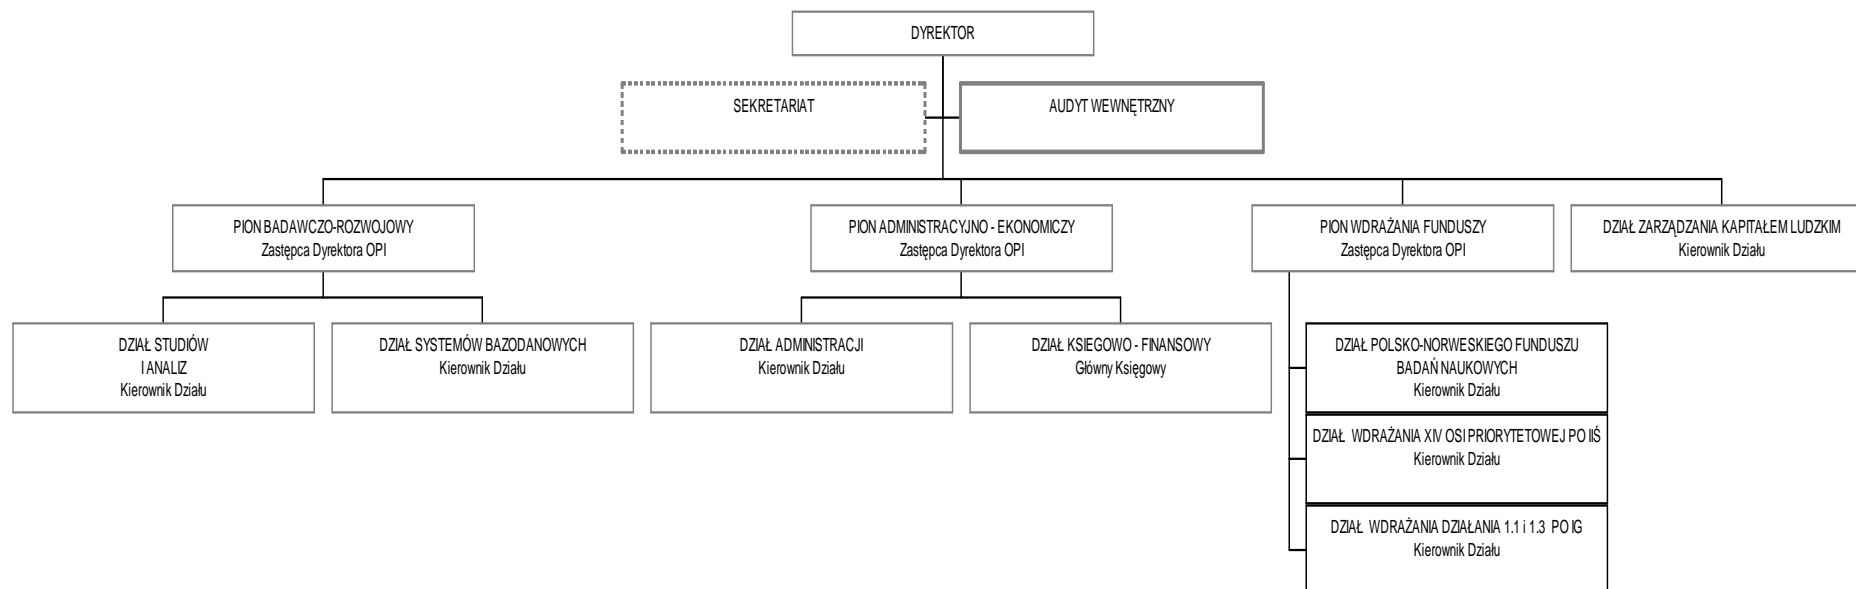 DYREKTOR
SEKRETARIAT
AUDYT WEWNĘTRZNY
PION BADAWCZO-ROZWOJOWY
Zastępca Dyrektora OPI
PION ADMINISTRACYJNO - EKONOMICZY
Zastępca Dyrektora OPI
PION WDRAŻANIA FUNDUSZY
Zastępca Dyrektora OPI
DZIAŁ ZARZĄDZANIA KAPITAŁEM LUDZKIM
Kierownik Działu
DZIAŁ STUDIÓW
I ANALIZ
Kierownik Działu
DZIAŁ SYSTEMÓW BAZODANOWYCH
Kierownik Działu
DZIAŁ ADMINISTRACJI
Kierownik Działu
DZIAŁ KSIEGOWO - FINANSOWY
Główny Księgowy
DZIAŁ POLSKO-NORWESKIEGO FUNDUSZU
BADAŃ NAUKOWYCH
Kierownik Działu
DZIAŁ WDRAŻANIA XIV OSI PRIORYTETOWEJ PO IIŚ
Kierownik Działu
DZIAŁ WDRAŻANIA DZIAŁANIA 1.1 i 1.3 PO IG
Kierownik Działu